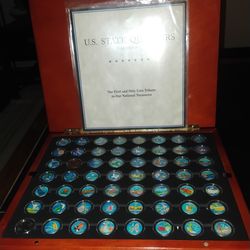 U.S. STATE QUARTERS
The First and Only Coin Tribute
to Our National Treasures